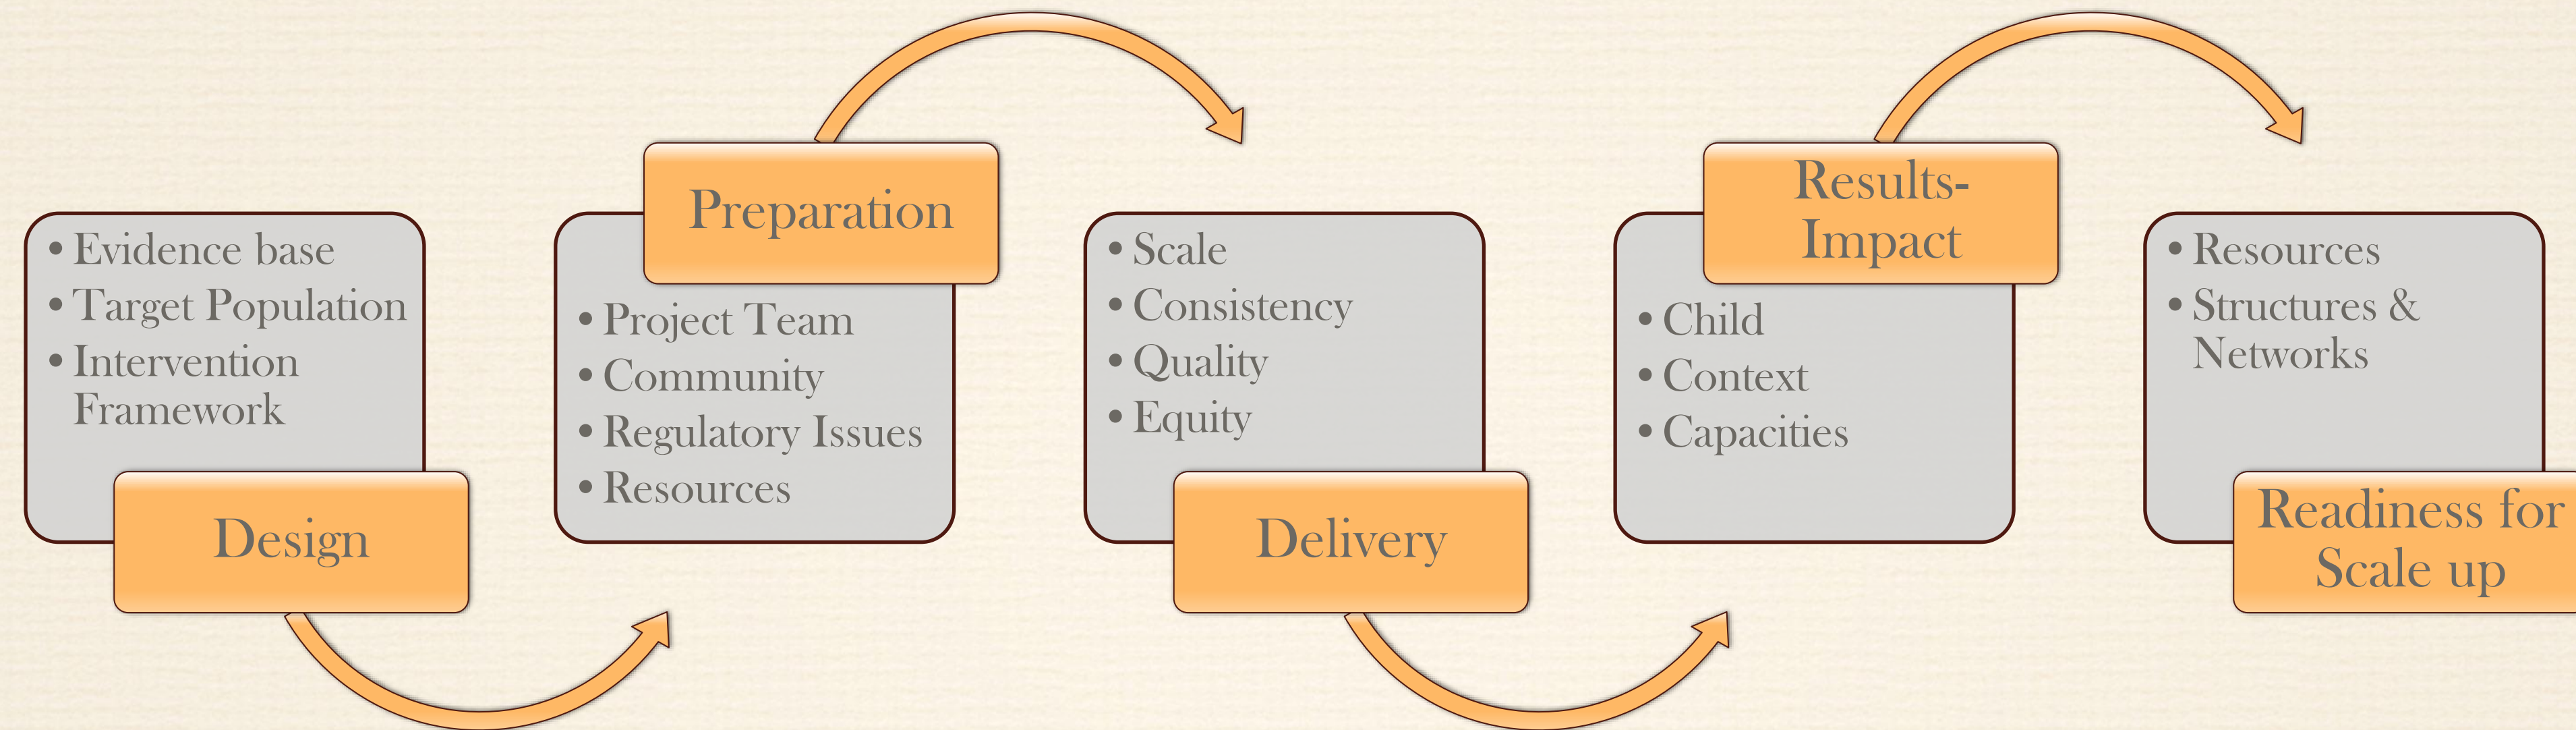 • Evidence base
• Target Population
• Intervention
Framework
Design
Preparation
• Project Team
• Community
• Regulatory Issues
• Resources
• Scale
• Consistency
• Quality
• Equity
Delivery
Results-
Impact
• Child
• Context
• Capacities
• Resources
• Structures &
Networks
Readiness for
Scale up